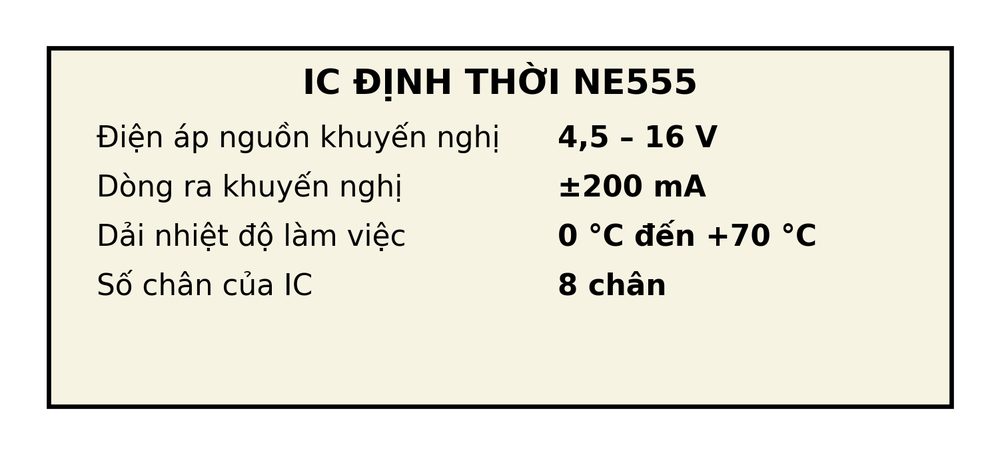 IC ĐỊNH THỜI NE555
Điện áp nguồn khuyến nghị 4,5 – 16 V
Dòng ra khuyến nghị ±200 mA
Dải nhiệt độ làm việc 0 °C đến +70 °C
Số chân của IC 8 chân